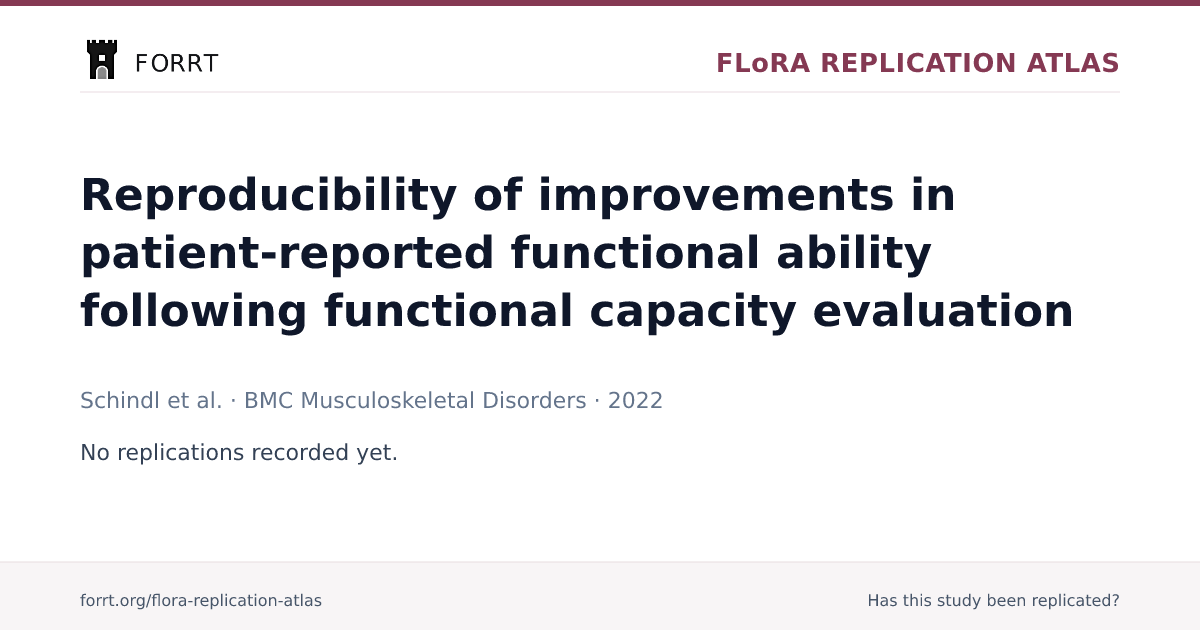 FORRT
FLoRA REPLICATION ATLAS
Reproducibility of improvements in
patient-reported functional ability
following functional capacity evaluation
Schindl et al. · BMC Musculoskeletal Disorders · 2022
No replications recorded yet.
forrt.org/flora-replication-atlas
Has this study been replicated?